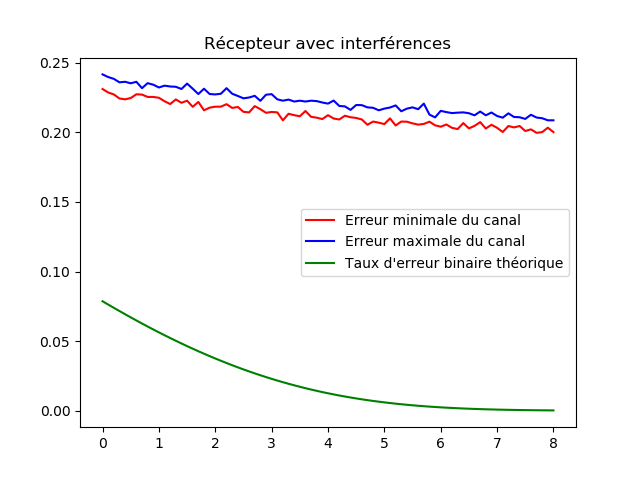 Récepteur avec interférences
0.25
0.20
0.15
0.10
0.05
0.00
Erreur minimale du canal
Erreur maximale du canal
Taux d'erreur binaire théorique
0 1 2 3 4 5 6 7 8